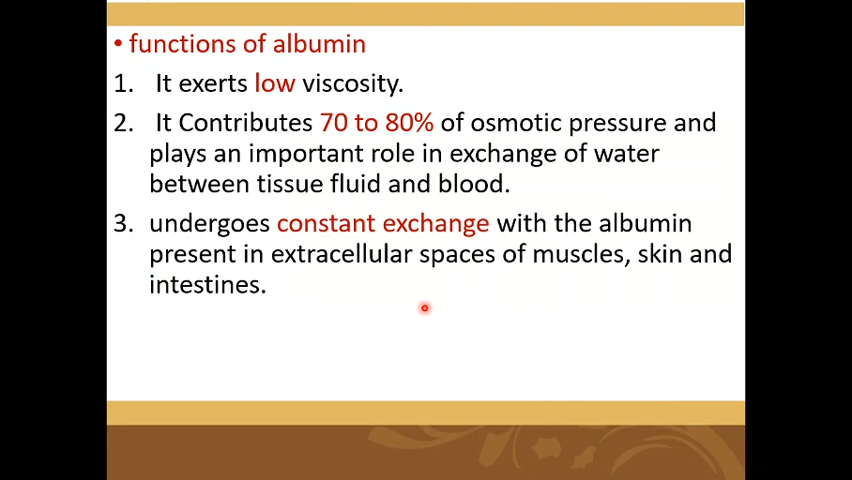 • functions of albumin
1. It exerts low viscosity.
2. It Contributes 70 to 80% of osmotic pressure and
plays an important role in exchange of water
between tissue fluid and blood.
3. undergoes constant exchange with the albumin
present in extracellular spaces of muscles, skin and
intestines.